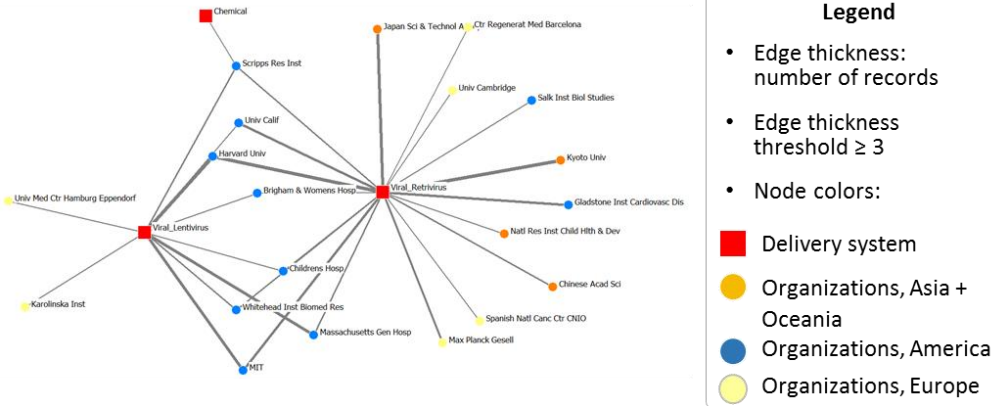 Chemical
Scripps Res Inst
Japan Sci & Technol A
Ctr Regenerat Med Barcelona
Univ Cambridge
Salk Inst Biol Studies
Univ Calif
Harvard Univ
Kyoto Univ
Brigham & Womens Hosp
Viral_Retrivirus
Gladstone Inst Cardiovasc Dis
Univ Med Ctr Hamburg Eppendorf
Viral_Lentivirus
Natl Res Inst Child Hlth & Dev
Childrens Hosp
Chinese Acad Sci
Karolinska Inst
Whitehead Inst Biomed Res
Spanish Natl Canc Ctr CNIO
Massachusetts Gen Hosp
Max Planck Gesell
MIT
Legend
• Edge thickness:
number of records
• Edge thickness
threshold ≥ 3
• Node colors:
Delivery system
Organizations, Asia +
Oceania
Organizations, America
Organizations, Europe